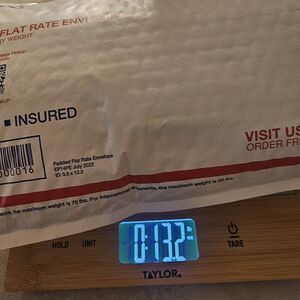 FLAT RATE ENV
Y WEIGHT
KUP
■ INSURED
Padded Flat Rate Envelope
EP14PE July 2022
ID: 9.5 x 12.5
VISIT US
ORDER FR
the maximum weight is 70 lbs. For international shipments, the maximum weight is 20 lbs.
HOLD UNIT
0:13.2
TARE
TAYLOR